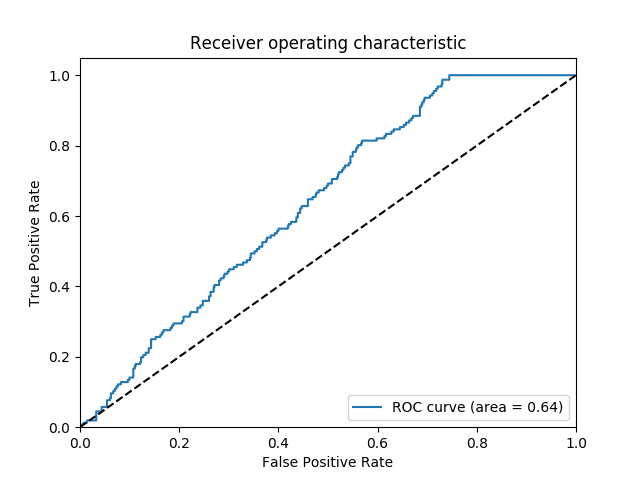 Receiver operating characteristic
1.0
0.8
0.6
0.4
0.2
0.0
True Positive Rate
ROC curve (area = 0.64)
0.0 0.2 0.4 0.6 0.8 1.0
False Positive Rate